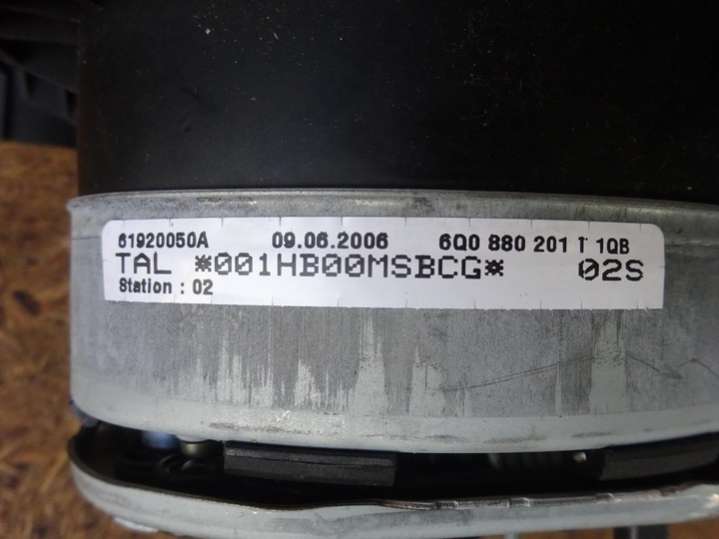 61920050A 09.06.2006 6Q0 880 201 T 1QB
TAL *001HB00MSBCG* 02S
Station : 02